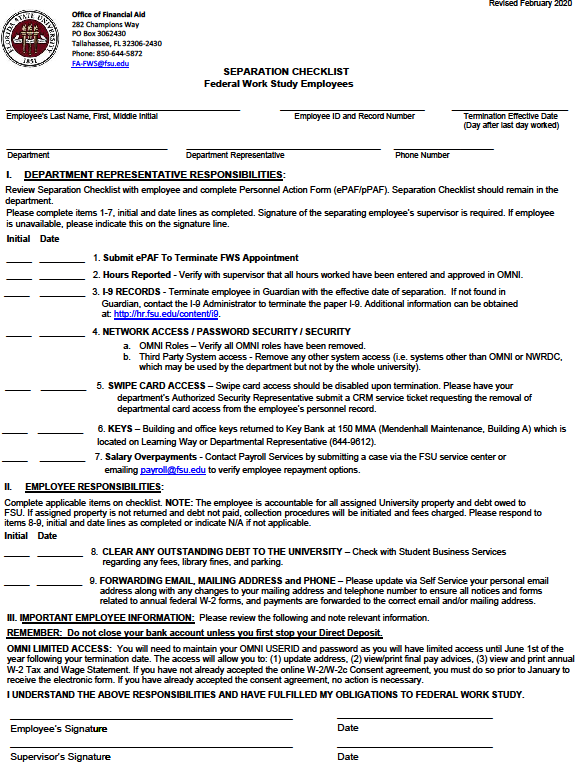 Revised February 2020
FLORIDA STATE UNIVERSITY
1851
Office of Financial Aid
282 Champions Way
PO Box 3062430
Tallahassee, FL 32306-2430
Phone: 850-644-5872
FA-FWS@fsu.edu
SEPARATION CHECKLIST
Federal Work Study Employees
Employee's Last Name, First, Middle Initial Employee ID and Record Number Termination Effective Date
(Day after last day worked)
Department Department Representative Phone Number
I. DEPARTMENT REPRESENTATIVE RESPONSIBILITIES:
Review Separation Checklist with employee and complete Personnel Action Form (ePAF/pPAF). Separation Checklist should remain in the
department.
Please complete items 1-7, initial and date lines as completed. Signature of the separating employee's supervisor is required. If employee
is unavailable, please indicate this on the signature line.
Initial Date
1. Submit ePAF To Terminate FWS Appointment
2. Hours Reported - Verify with supervisor that all hours worked have been entered and approved in OMNI.
3. I-9 RECORDS - Terminate employee in Guardian with the effective date of separation. If not found in
Guardian, contact the I-9 Administrator to terminate the paper I-9. Additional information can be obtained
at: http://hr.fsu.edu/content/i9.
4. NETWORK ACCESS / PASSWORD SECURITY / SECURITY
a. OMNI Roles – Verify all OMNI roles have been removed.
b. Third Party System access - Remove any other system access (i.e. systems other than OMNI or NWRDC,
which may be used by the department but not by the whole university).
5. SWIPE CARD ACCESS – Swipe card access should be disabled upon termination. Please have your
department's Authorized Security Representative submit a CRM service ticket requesting the removal of
departmental card access from the employee's personnel record.
6. KEYS – Building and office keys returned to Key Bank at 150 MMA (Mendenhall Maintenance, Building A) which is
located on Learning Way or Departmental Representative (644-9612).
7. Salary Overpayments - Contact Payroll Services by submitting a case via the FSU service center or
emailing payroll@fsu.edu to verify employee repayment options.
II. EMPLOYEE RESPONSIBILITIES:
Complete applicable items on checklist. NOTE: The employee is accountable for all assigned University property and debt owed to
FSU. If assigned property is not returned and debt not paid, collection procedures will be initiated and fees charged. Please respond to
items 8-9, initial and date lines as completed or indicate N/A if not applicable.
Initial Date
8. CLEAR ANY OUTSTANDING DEBT TO THE UNIVERSITY – Check with Student Business Services
regarding any fees, library fines, and parking.
9. FORWARDING EMAIL, MAILING ADDRESS and PHONE – Please update via Self Service your personal email
address along with any changes to your mailing address and telephone number to ensure all notices and forms
related to annual federal W-2 forms, and payments are forwarded to the correct email and/or mailing address.
III. IMPORTANT EMPLOYEE INFORMATION: Please review the following and note relevant information.
REMEMBER: Do not close your bank account unless you first stop your Direct Deposit.
OMNI LIMITED ACCESS: You will need to maintain your OMNI USERID and password as you will have limited access until June 1st of the
year following your termination date. The access will allow you to: (1) update address, (2) view/print final pay advices, (3) view and print annual
W-2 Tax and Wage Statement. If you have not already accepted the online W-2/W-2c Consent agreement, you must do so prior to January to
receive the electronic form. If you have already accepted the consent agreement, no action is necessary.
I UNDERSTAND THE ABOVE RESPONSIBILITIES AND HAVE FULFILLED MY OBLIGATIONS TO FEDERAL WORK STUDY.
Employee's Signature Date
Supervisor's Signature Date